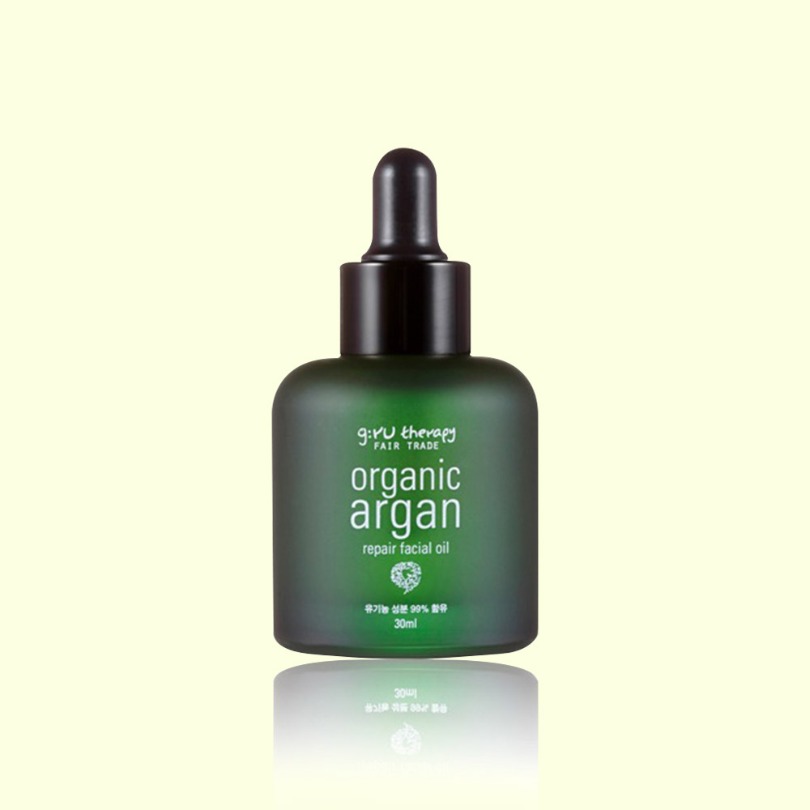 g:ru therapy
FAIR TRADE
organic
argan
repair facial oil
유기농 성분 99% 함유
30ml